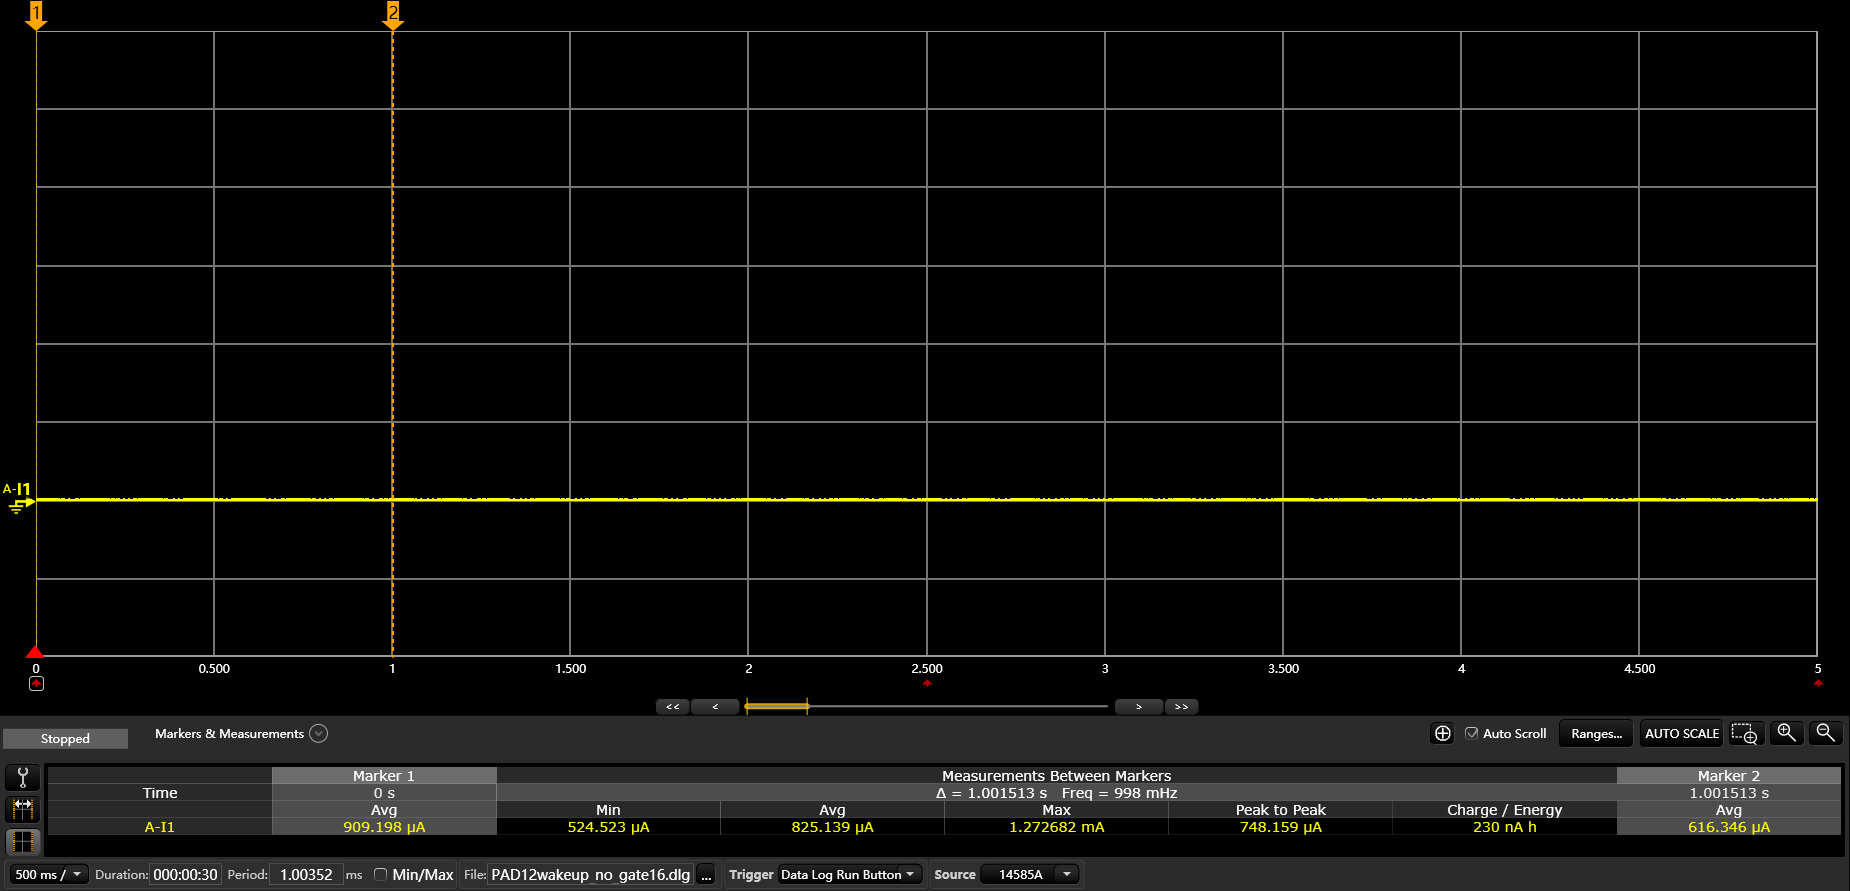 1 2
A-I1
0 0.500 1 1.500 2 2.500 3 3.500 4 4.500 5
<< < > >>
Stopped Markers & Measurements Auto Scroll Ranges... AUTO SCALE
Marker 1 Measurements Between Markers Marker 2
Time 0 s Δ = 1.001513 s Freq = 998 mHz 1.001513 s
Avg Min Avg Max Peak to Peak Charge / Energy Avg
A-I1 909.198 µA 524.523 µA 825.139 µA 1.272682 mA 748.159 µA 230 nA h 616.346 µA
500 ms / Duration: 000:00:30 Period: 1.00352 ms Min/Max File: PAD12wakeup_no_gate16.dlg ... Trigger Data Log Run Button Source 14585A